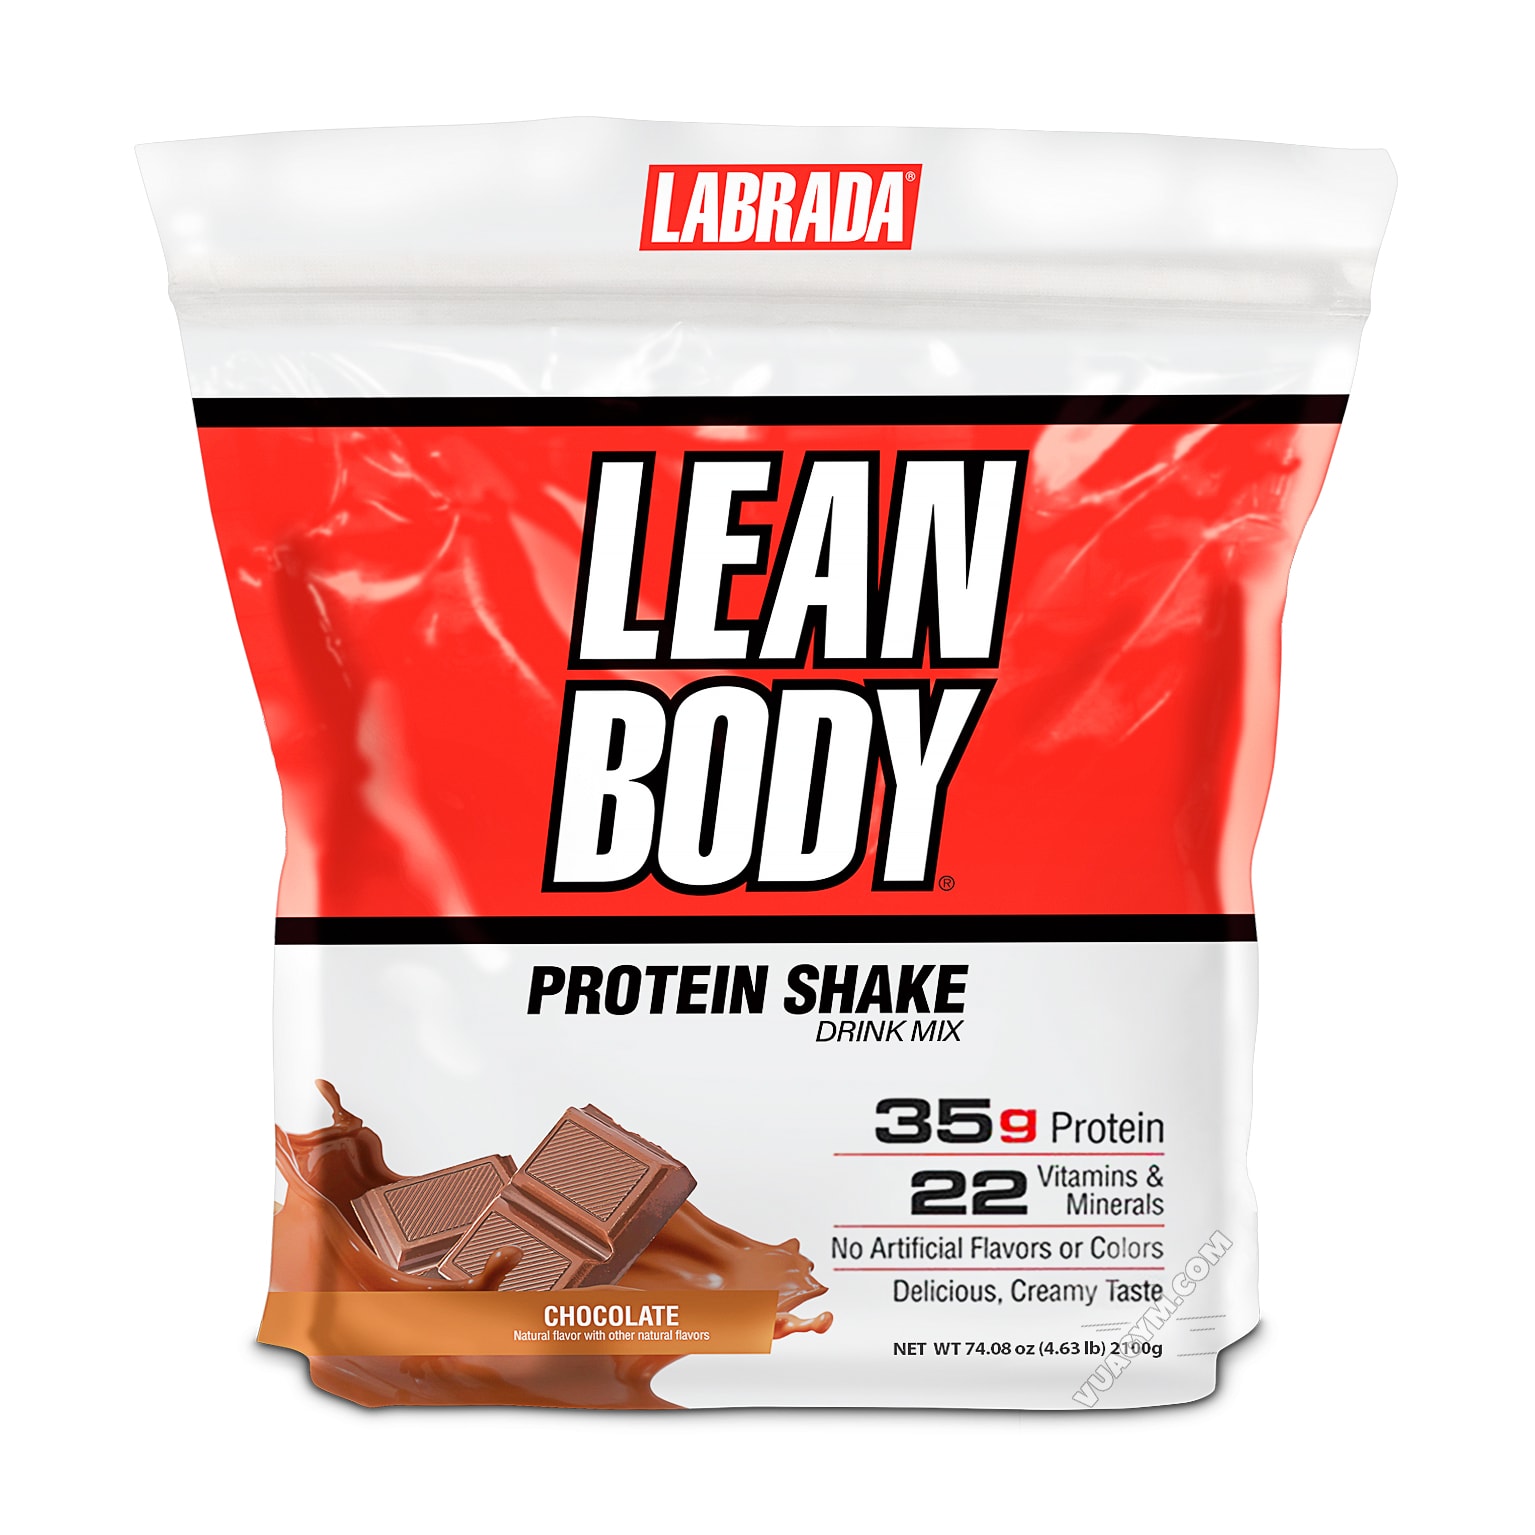 LABRADA®
LEAN
BODY®
PROTEIN SHAKE
DRINK MIX
35g Protein
22 Vitamins &
Minerals
No Artificial Flavors or Colors
Delicious, Creamy Taste
CHOCOLATE
Natural flavor with other natural flavors
NET WT 74.08 oz (4.63 lb) 2100g
VUAGYM.COM